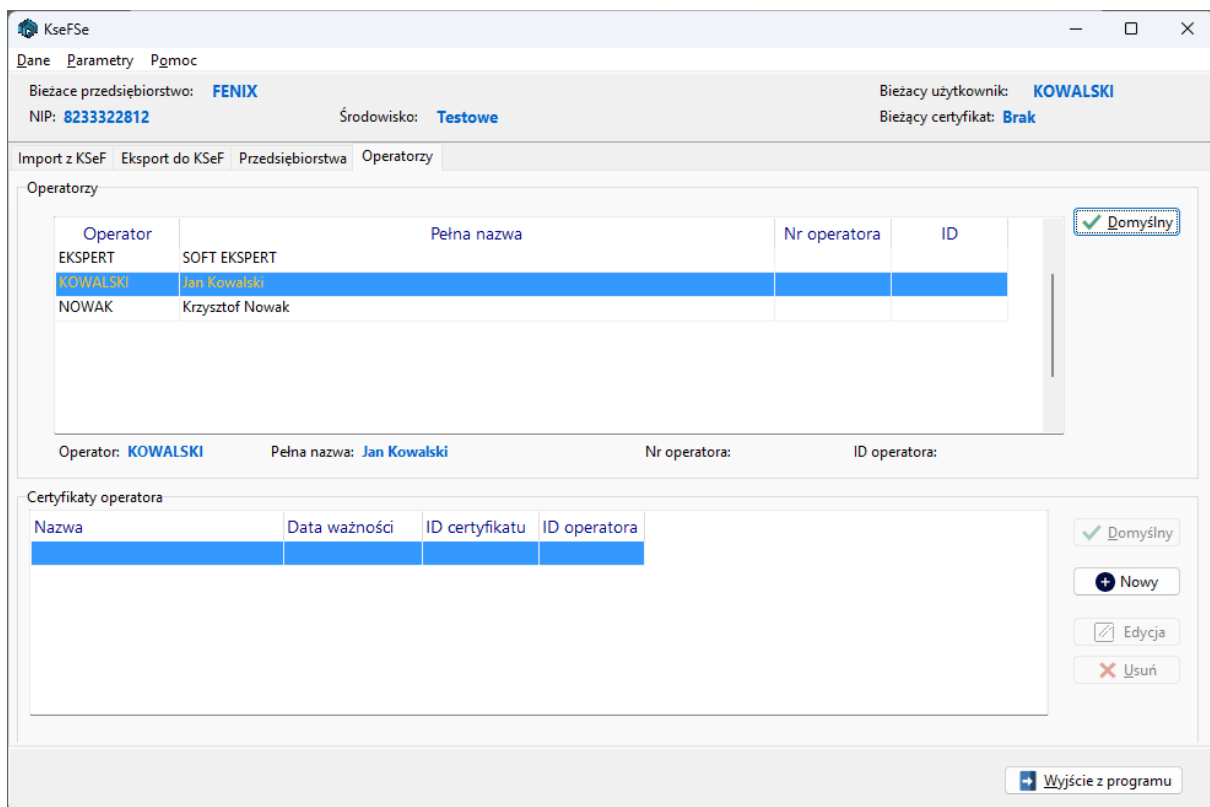 KseFSe
Dane Parametry Pomoc
Bieżace przedsiębiorstwo: FENIX Bieżacy użytkownik: KOWALSKI
NIP: 8233322812 Środowisko: Testowe Bieżący certyfikat: Brak
Import z KSeF Eksport do KSeF Przedsiębiorstwa Operatorzy
Operatorzy
Operator Pełna nazwa Nr operatora ID Domyślny
EKSPERT SOFT EKSPERT
KOWALSKI Jan Kowalski
NOWAK Krzysztof Nowak
Operator: KOWALSKI Pełna nazwa: Jan Kowalski Nr operatora: ID operatora:
Certyfikaty operatora
Nazwa Data ważności ID certyfikatu ID operatora Domyślny
Nowy
Edycja
Usuń
Wyjście z programu